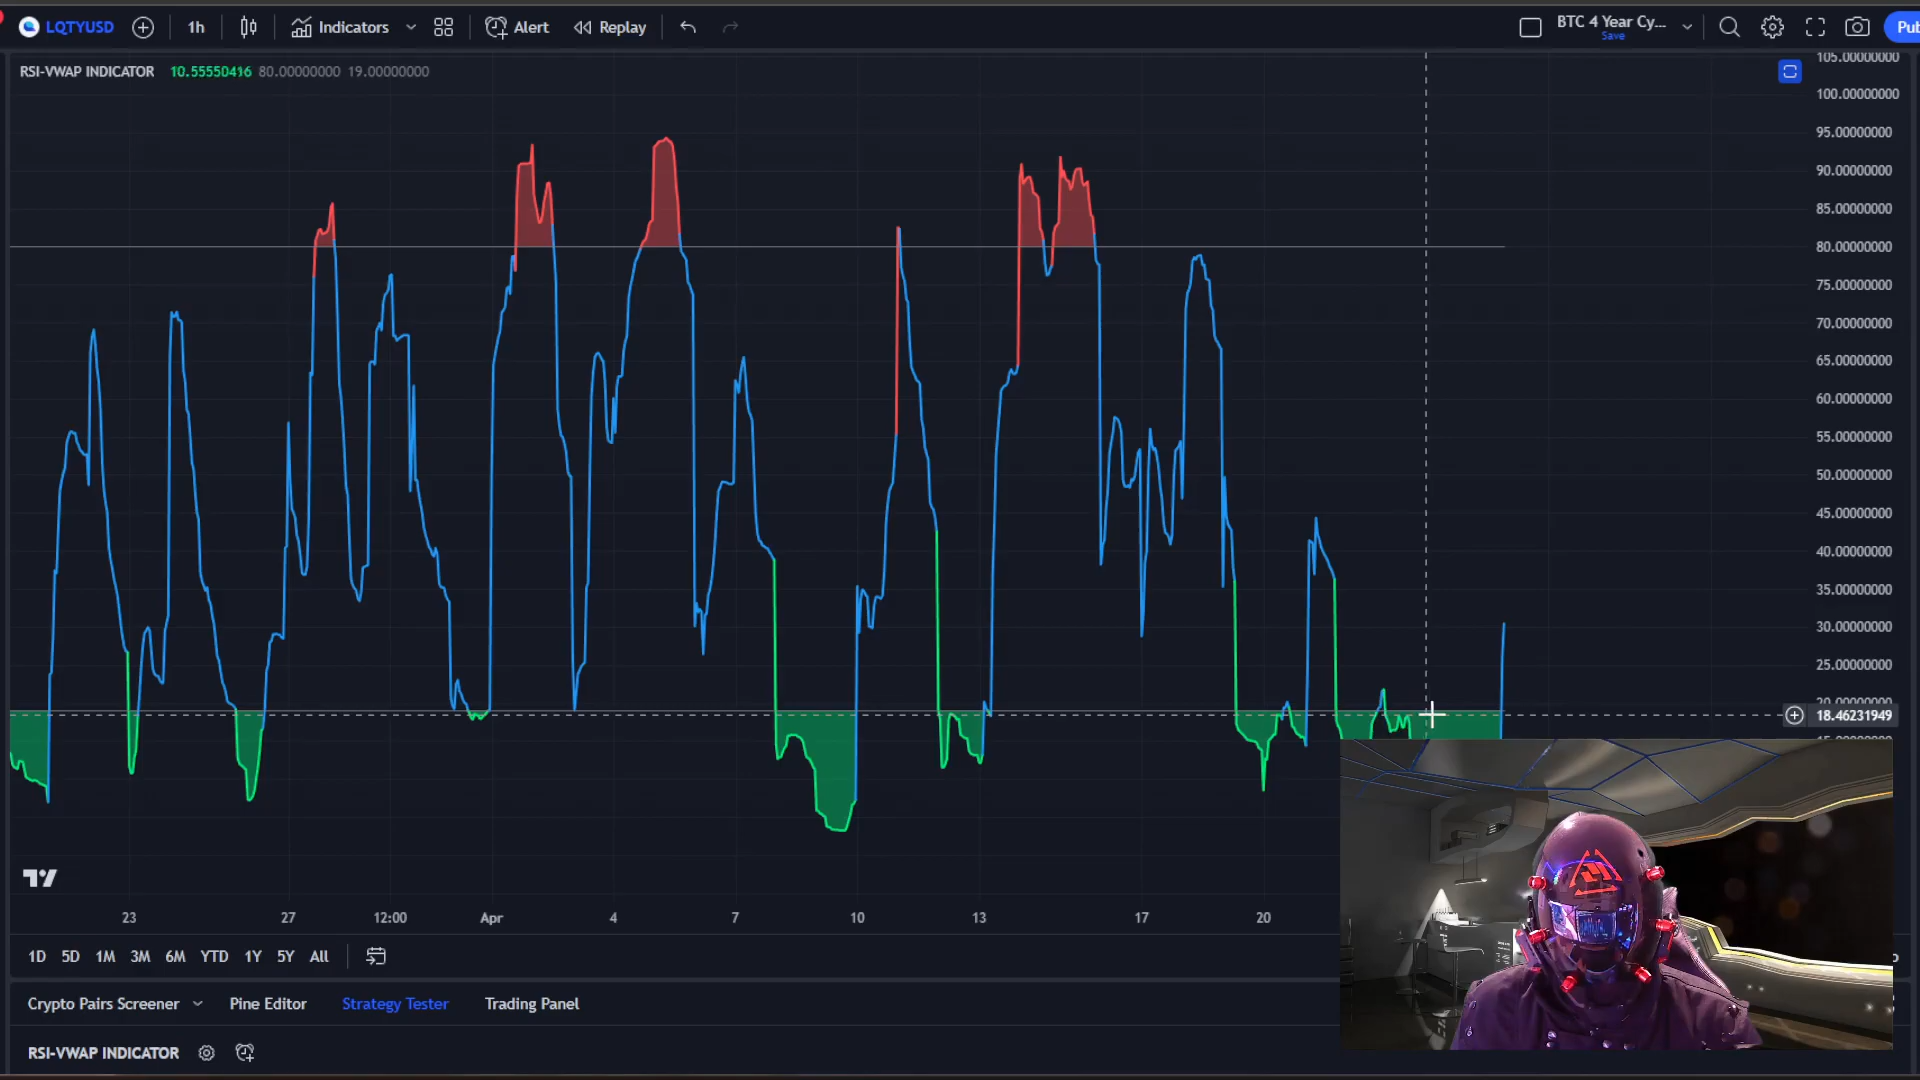 LQTYUSD 1h Indicators Alert Replay BTC 4 Year Cy... Pub
Save
RSI-VWAP INDICATOR 10.55550416 80.00000000 19.00000000
105.00000000
100.00000000
95.00000000
90.00000000
85.00000000
80.00000000
75.00000000
70.00000000
65.00000000
60.00000000
55.00000000
50.00000000
45.00000000
40.00000000
35.00000000
30.00000000
25.00000000
20.00000000
18.46231949
23 27 12:00 Apr 4 7 10 13 17 20
1D 5D 1M 3M 6M YTD 1Y 5Y All
Crypto Pairs Screener Pine Editor Strategy Tester Trading Panel
RSI-VWAP INDICATOR